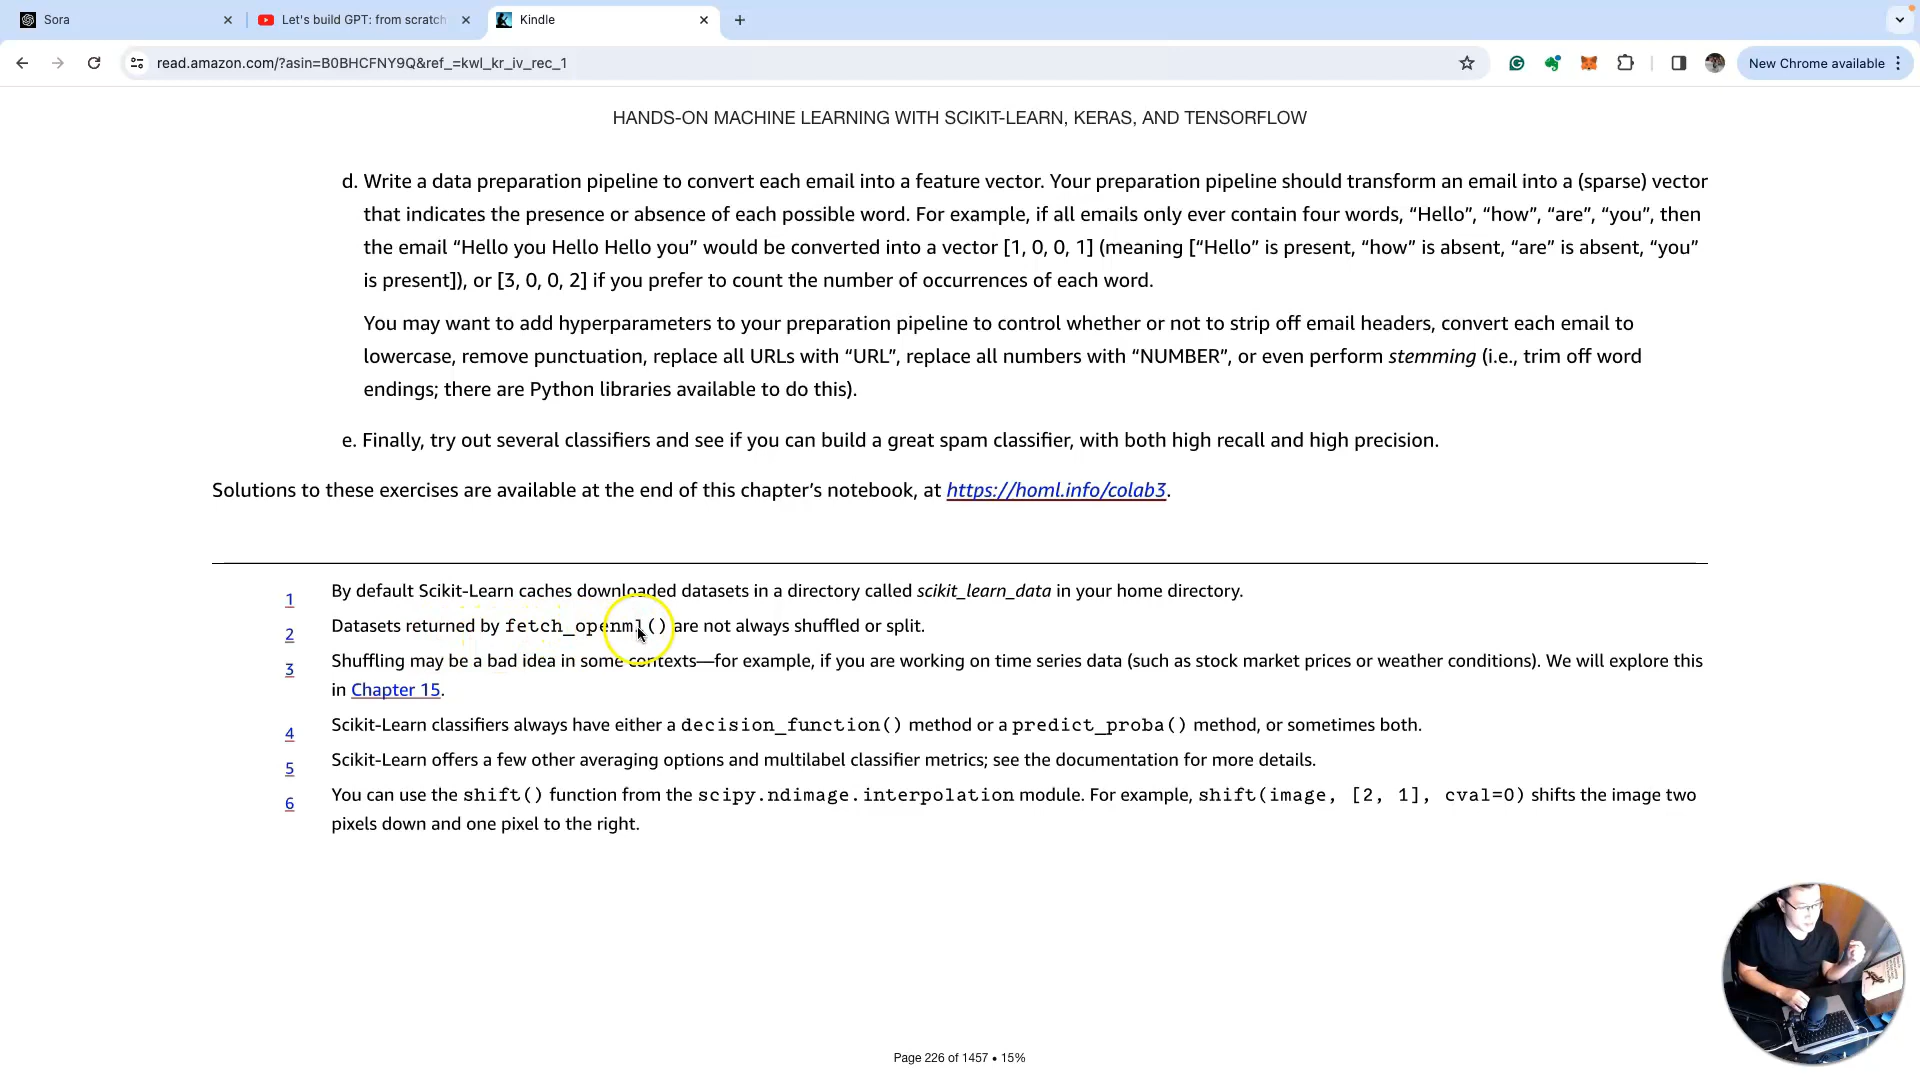 Sora
Let's build GPT: from scratch
Kindle
read.amazon.com/?asin=B0BHCFNY9Q&ref_=kwl_kr_iv_rec_1
New Chrome available
HANDS-ON MACHINE LEARNING WITH SCIKIT-LEARN, KERAS, AND TENSORFLOW
d. Write a data preparation pipeline to convert each email into a feature vector. Your preparation pipeline should transform an email into a (sparse) vector
that indicates the presence or absence of each possible word. For example, if all emails only ever contain four words, “Hello”, “how”, “are”, “you”, then
the email “Hello you Hello Hello you” would be converted into a vector [1, 0, 0, 1] (meaning [“Hello” is present, “how” is absent, “are” is absent, “you”
is present]), or [3, 0, 0, 2] if you prefer to count the number of occurrences of each word.
You may want to add hyperparameters to your preparation pipeline to control whether or not to strip off email headers, convert each email to
lowercase, remove punctuation, replace all URLs with “URL”, replace all numbers with “NUMBER”, or even perform stemming (i.e., trim off word
endings; there are Python libraries available to do this).
e. Finally, try out several classifiers and see if you can build a great spam classifier, with both high recall and high precision.
Solutions to these exercises are available at the end of this chapter’s notebook, at https://homl.info/colab3.
1 By default Scikit-Learn caches downloaded datasets in a directory called scikit_learn_data in your home directory.
2 Datasets returned by fetch_openml() are not always shuffled or split.
3 Shuffling may be a bad idea in some contexts—for example, if you are working on time series data (such as stock market prices or weather conditions). We will explore this
in Chapter 15.
4 Scikit-Learn classifiers always have either a decision_function() method or a predict_proba() method, or sometimes both.
5 Scikit-Learn offers a few other averaging options and multilabel classifier metrics; see the documentation for more details.
6 You can use the shift() function from the scipy.ndimage.interpolation module. For example, shift(image, [2, 1], cval=0) shifts the image two
pixels down and one pixel to the right.
Page 226 of 1457 • 15%